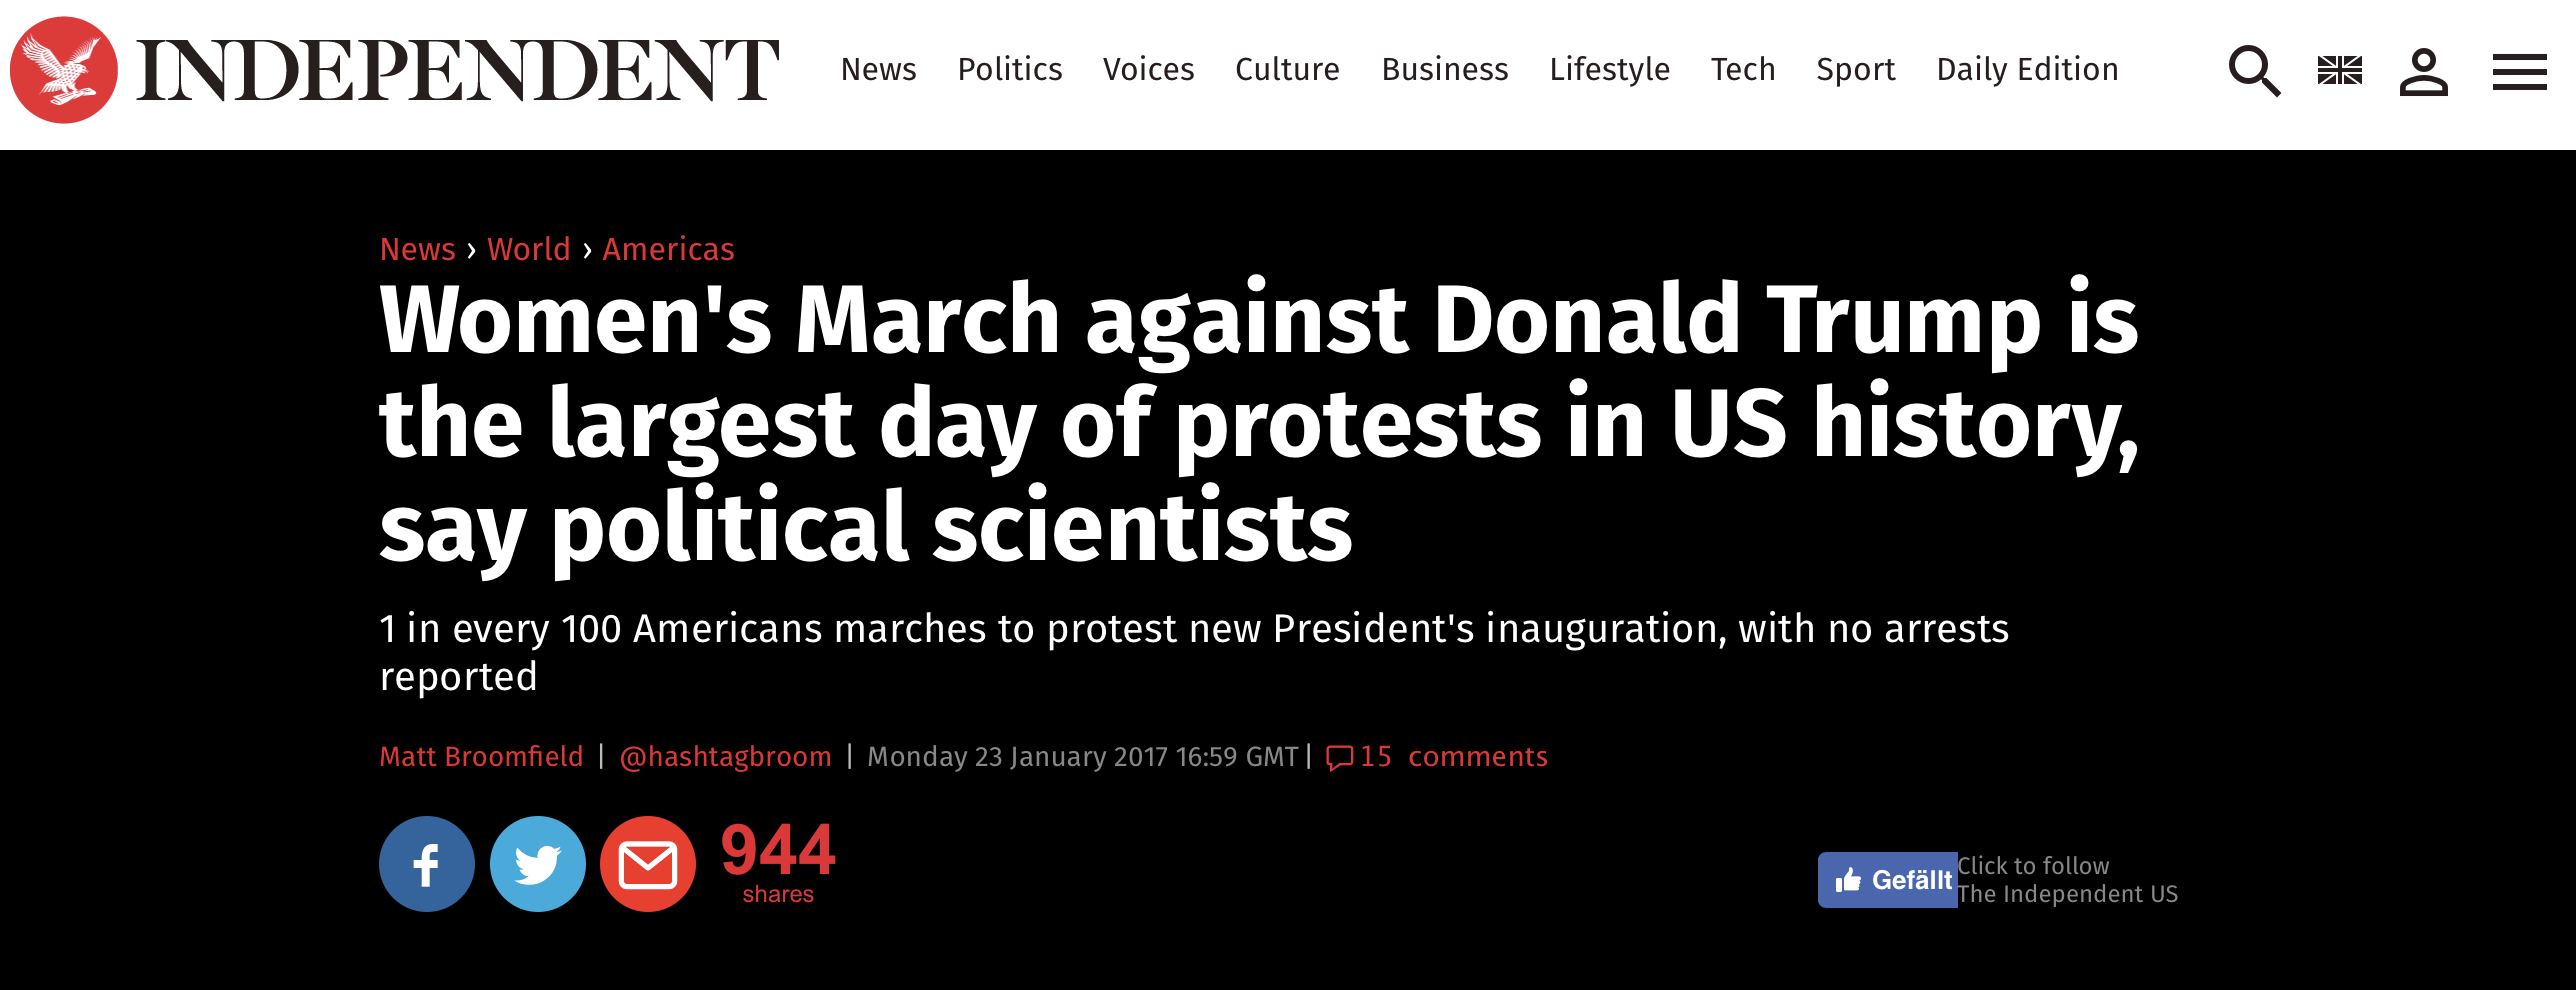 INDEPENDENT
News Politics Voices Culture Business Lifestyle Tech Sport Daily Edition
News › World › Americas
Women's March against Donald Trump is
the largest day of protests in US history,
say political scientists
1 in every 100 Americans marches to protest new President's inauguration, with no arrests
reported
Matt Broomfield | @hashtagbroom | Monday 23 January 2017 16:59 GMT | 15 comments
944
shares
Gefällt
Click to follow
The Independent US